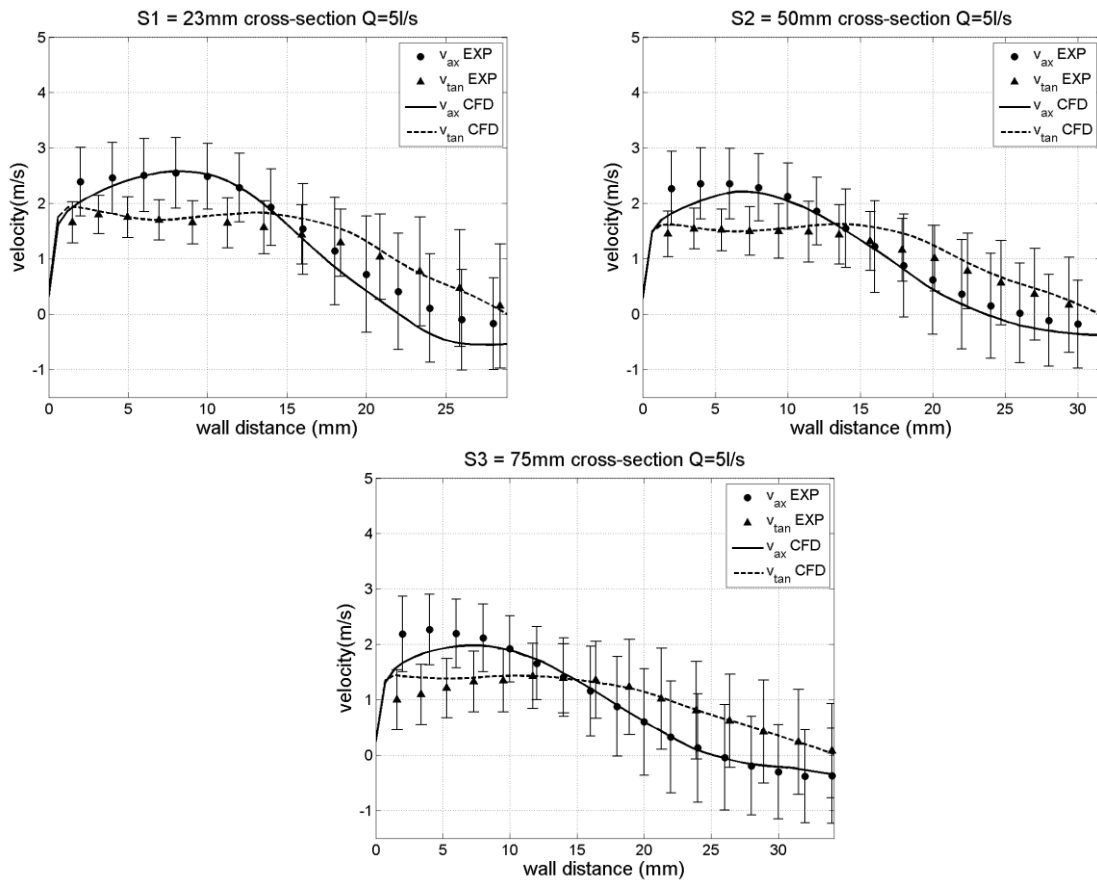 S1 = 23mm cross-section Q=5l/s
5
4
3
2
1
0
-1
velocity(m/s)
v_ax EXP
v_tan EXP
v_ax CFD
v_tan CFD
0 5 10 15 20 25
wall distance (mm)
S2 = 50mm cross-section Q=5l/s
5
4
3
2
1
0
-1
velocity(m/s)
v_ax EXP
v_tan EXP
v_ax CFD
v_tan CFD
0 5 10 15 20 25 30
wall distance (mm)
S3 = 75mm cross-section Q=5l/s
5
4
3
2
1
0
-1
velocity(m/s)
v_ax EXP
v_tan EXP
v_ax CFD
v_tan CFD
0 5 10 15 20 25 30
wall distance (mm)